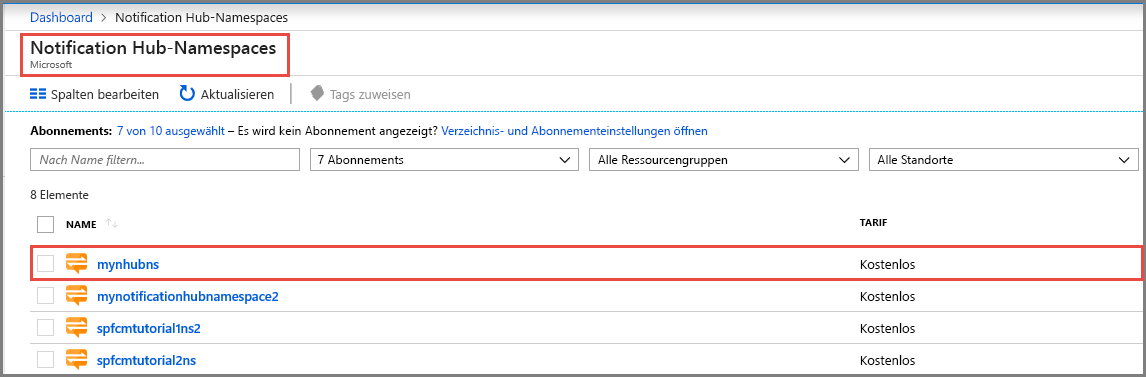 Dashboard > Notification Hub-Namespaces
Notification Hub-Namespaces
Microsoft
Spalten bearbeiten Aktualisieren Tags zuweisen
Abonnements: 7 von 10 ausgewählt – Es wird kein Abonnement angezeigt? Verzeichnis- und Abonnementeinstellungen öffnen
Nach Name filtern... 7 Abonnements Alle Ressourcengruppen Alle Standorte
8 Elemente
NAME TARIF
mynhubns Kostenlos
mynotificationhubnamespace2 Kostenlos
spfcmtutorial1ns2 Kostenlos
spfcmtutorial2ns Kostenlos